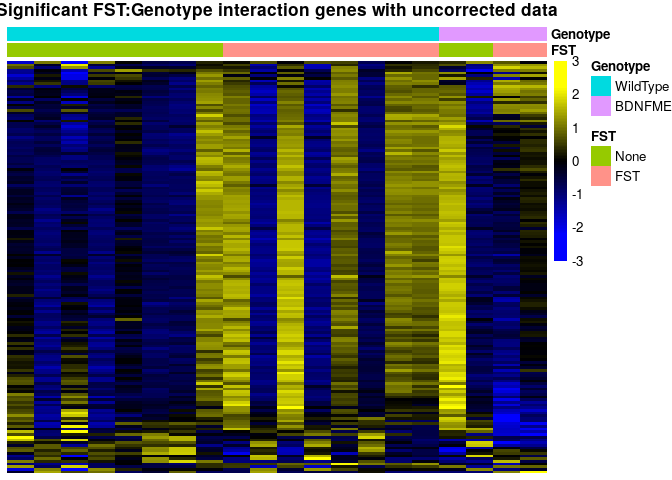 Significant FST:Genotype interaction genes with uncorrected data
Genotype
FST
3
2
1
0
-1
-2
-3
Genotype
WildType
BDNFME
FST
None
FST